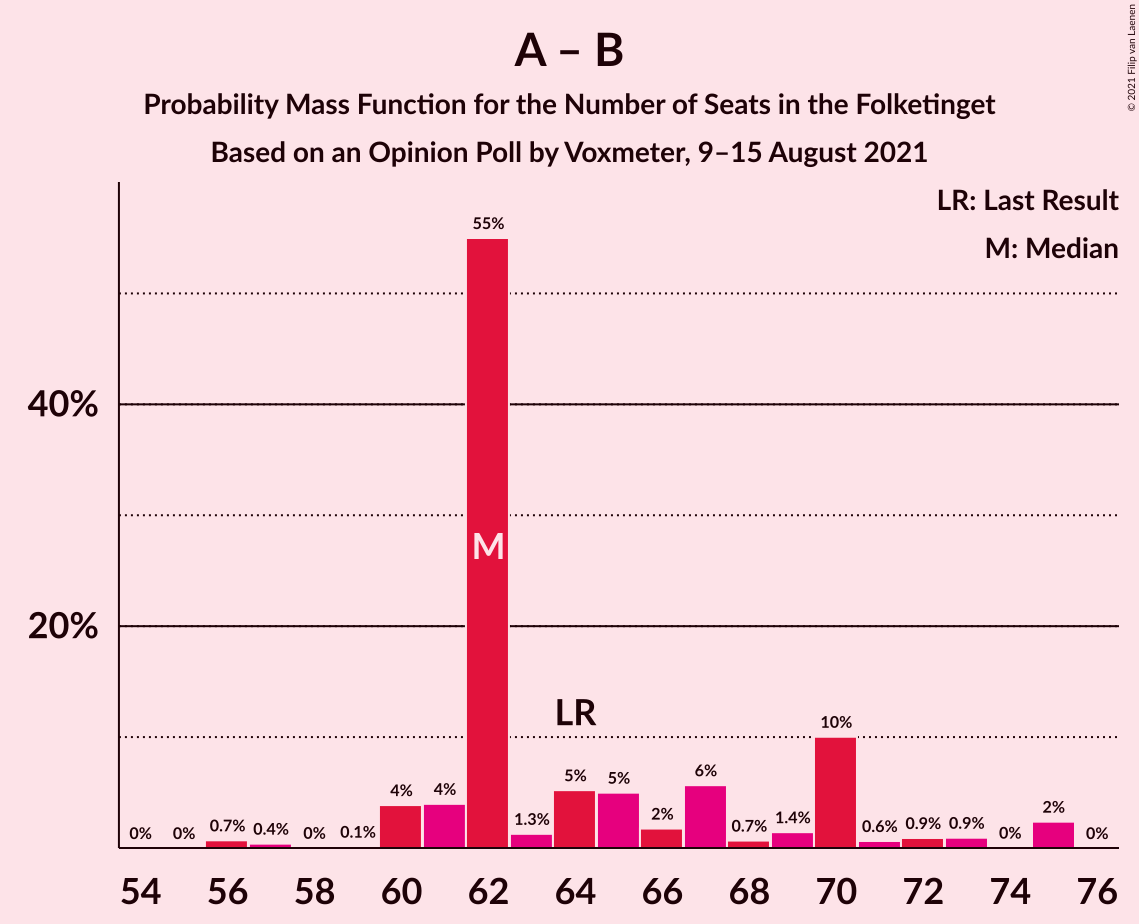 A – B
Probability Mass Function for the Number of Seats in the Folketinget
Based on an Opinion Poll by Voxmeter, 9–15 August 2021
© 2021 Filip van Laenen
LR: Last Result
M: Median
40%
20%
0% 0% 0.7% 0.4% 0% 0.1% 4% 4% 55% 1.3% 5% 5% 2% 6% 0.7% 1.4% 10% 0.6% 0.9% 0.9% 0% 2% 0%
M
LR
54 56 58 60 62 64 66 68 70 72 74 76